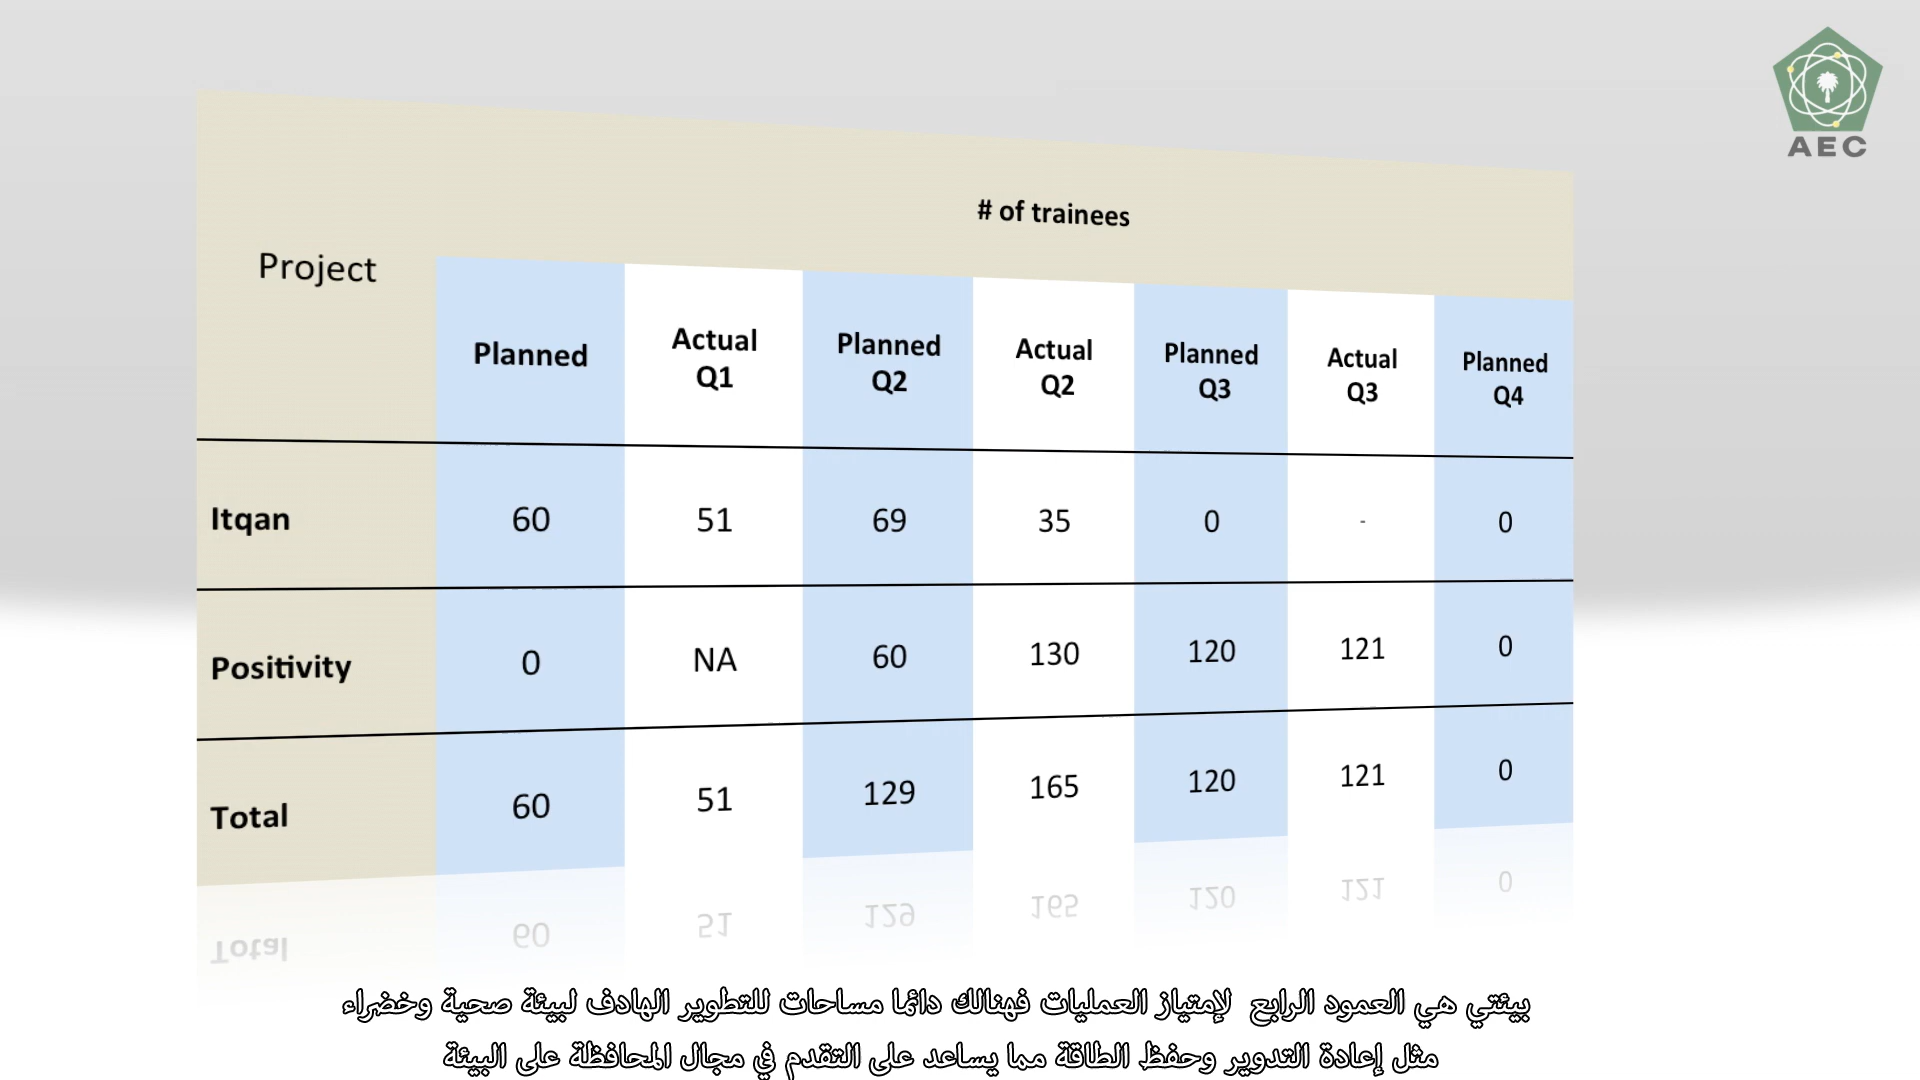 AEC
# of trainees
Project
Planned
Actual Q1
Planned Q2
Actual Q2
Planned Q3
Actual Q3
Planned Q4
Itqan 60 51 69 35 0 - 0
Positivity 0 NA 60 130 120 121 0
Total 60 51 129 165 120 121 0
بيئتي هي العمود الرابع لإمتياز العمليات فهنالك دائما مساحات للتطوير الهادف لبيئة صحية وخضراء
مثل إعادة التدوير وحفظ الطاقة مما يساعد على التقدم في مجال المحافظة على البيئة